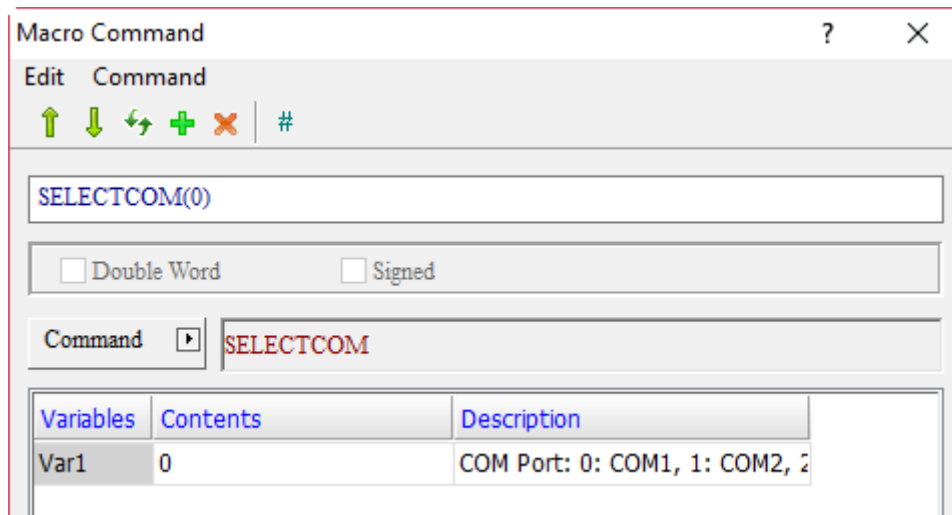 Macro Command ?
Edit Command
#
SELECTCOM(0)
Double Word Signed
Command SELECTCOM
Variables Contents Description
Var1 0 COM Port: 0: COM1, 1: COM2, 2